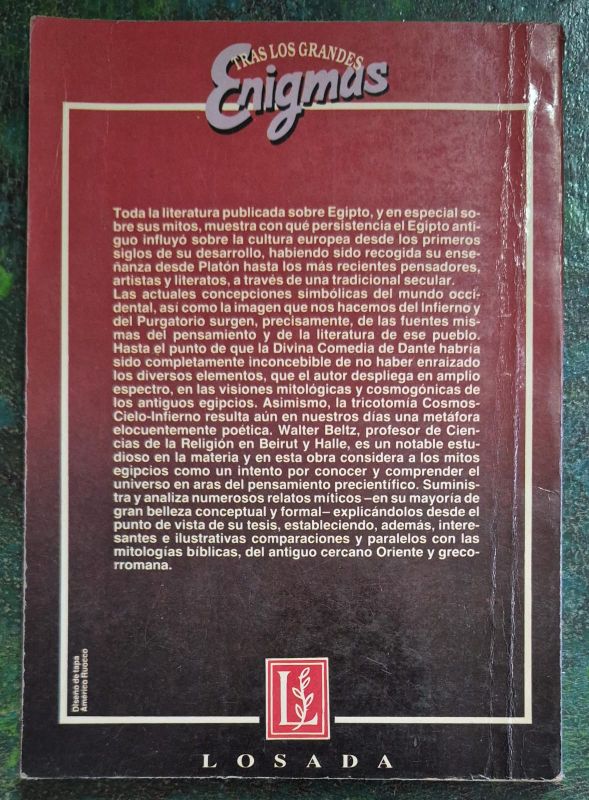 TRAS LOS GRANDES
Enigmas
Toda la literatura publicada sobre Egipto, y en especial so-
bre sus mitos, muestra con qué persistencia el Egipto anti-
guo influyó sobre la cultura europea desde los primeros
siglos de su desarrollo, habiendo sido recogida su ense-
ñanza desde Platón hasta los más recientes pensadores,
artistas y literatos, a través de una tradicional secular.
Las actuales concepciones simbólicas del mundo occi-
dental, así como la imagen que nos hacemos del Infierno y
del Purgatorio surgen, precisamente, de las fuentes mis-
mas del pensamiento y de la literatura de ese pueblo.
Hasta el punto de que la Divina Comedia de Dante habría
sido completamente inconcebible de no haber enraizado
los diversos elementos, que el autor despliega en amplio
espectro, en las visiones mitológicas y cosmogónicas de
los antiguos egipcios. Asimismo, la tricotomía Cosmos-
Cielo-Infierno resulta aún en nuestros días una metáfora
elocuentemente poética. Walter Beltz, profesor de Cien-
cias de la Religión en Beirut y Halle, es un notable estu-
dioso en la materia y en esta obra considera a los mitos
egipcios como un intento por conocer y comprender el
universo en aras del pensamiento precientífico. Suminis-
tra y analiza numerosos relatos míticos –en su mayoría de
gran belleza conceptual y formal– explicándolos desde el
punto de vista de su tesis, estableciendo, además, intere-
santes e ilustrativas comparaciones y paralelos con las
mitologías bíblicas, del antiguo cercano Oriente y greco-
rromana.
Diseño de tapa
Américo Ruocco
L
LOSADA